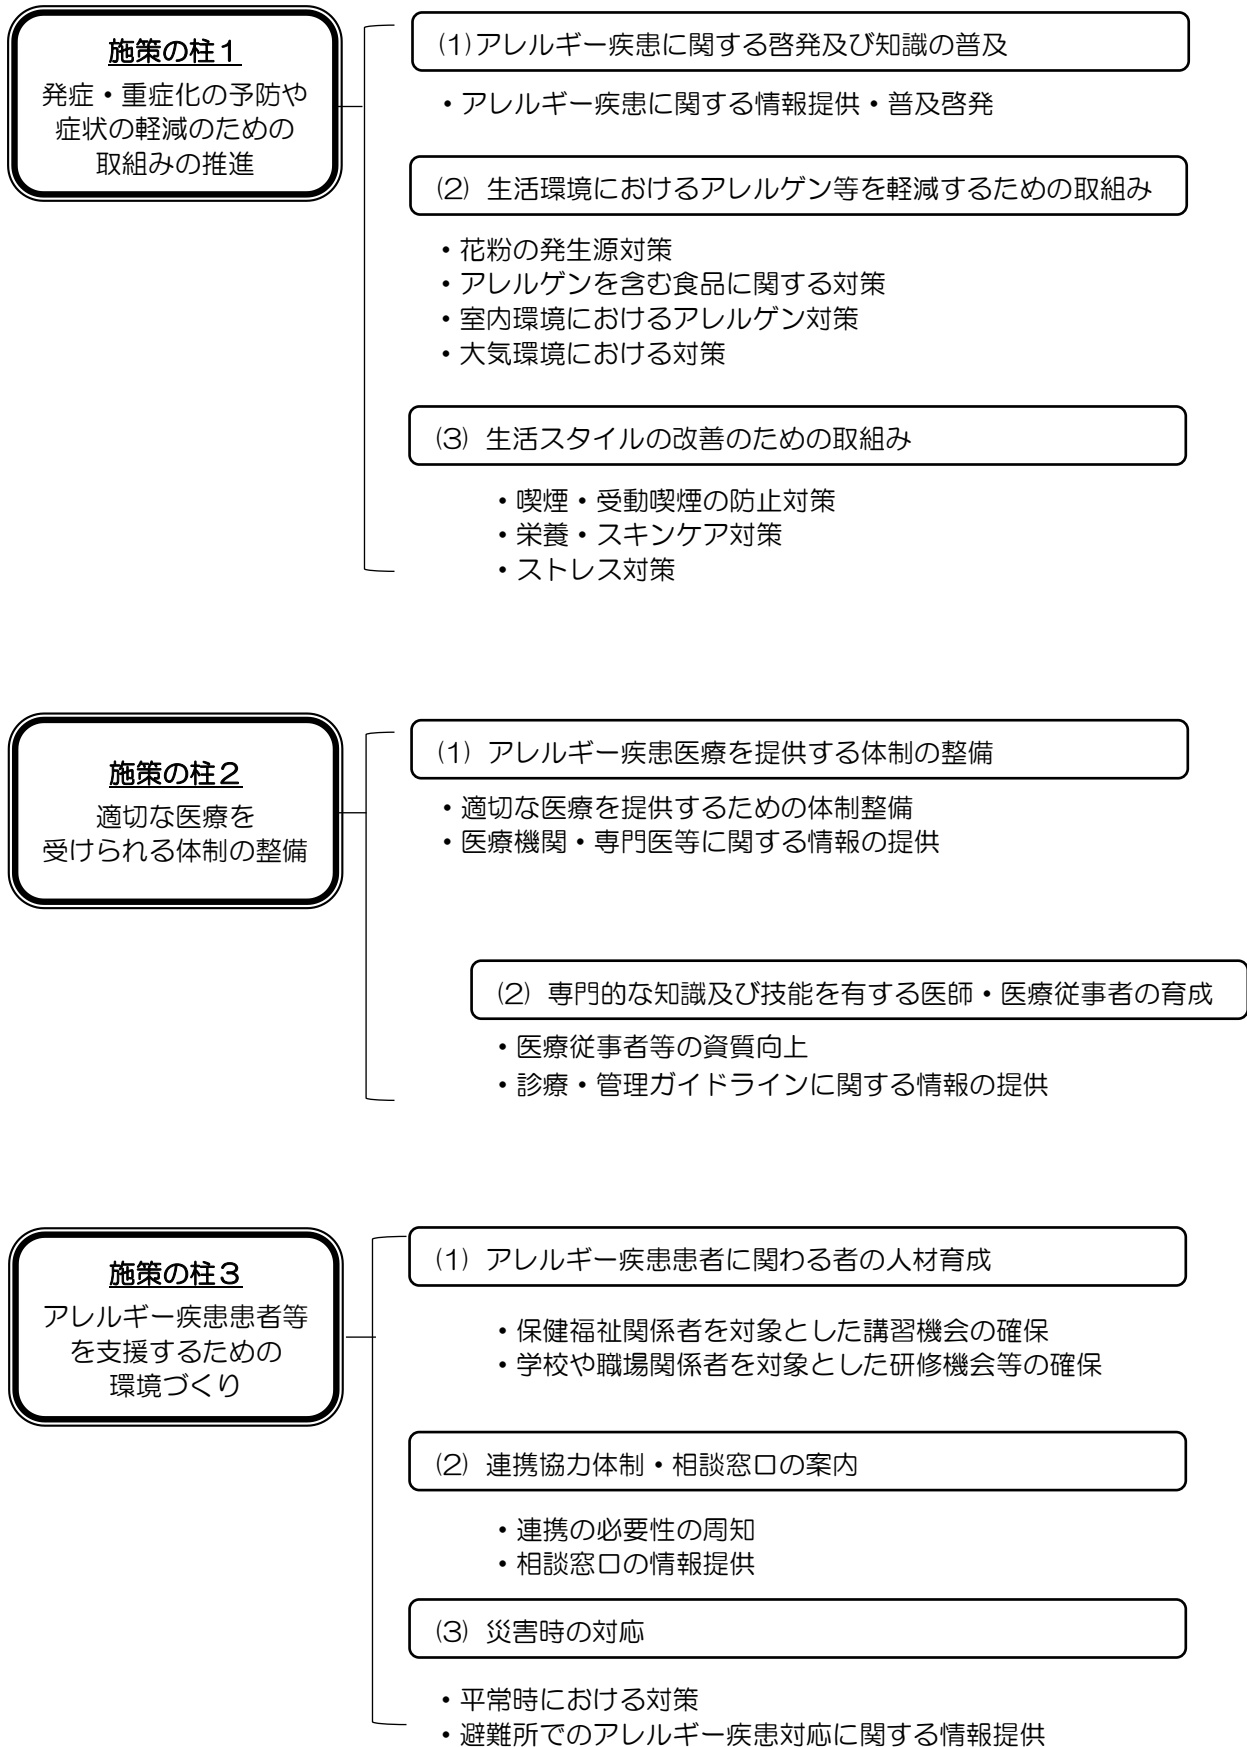 施策の柱１
発症・重症化の予防や
症状の軽減のための
取組みの推進
(1)アレルギー疾患に関する啓発及び知識の普及
・アレルギー疾患に関する情報提供・普及啓発
(2) 生活環境におけるアレルゲン等を軽減するための取組み
・花粉の発生源対策
・アレルゲンを含む食品に関する対策
・室内環境におけるアレルゲン対策
・大気環境における対策
(3) 生活スタイルの改善のための取組み
・喫煙・受動喫煙の防止対策
・栄養・スキンケア対策
・ストレス対策
施策の柱２
適切な医療を
受けられる体制の整備
(1) アレルギー疾患医療を提供する体制の整備
・適切な医療を提供するための体制整備
・医療機関・専門医等に関する情報の提供
(2) 専門的な知識及び技能を有する医師・医療従事者の育成
・医療従事者等の資質向上
・診療・管理ガイドラインに関する情報の提供
施策の柱３
アレルギー疾患患者等
を支援するための
環境づくり
(1) アレルギー疾患患者に関わる者の人材育成
・保健福祉関係者を対象とした講習機会の確保
・学校や職場関係者を対象とした研修機会等の確保
(2) 連携協力体制・相談窓口の案内
・連携の必要性の周知
・相談窓口の情報提供
(3) 災害時の対応
・平常時における対策
・避難所でのアレルギー疾患対応に関する情報提供